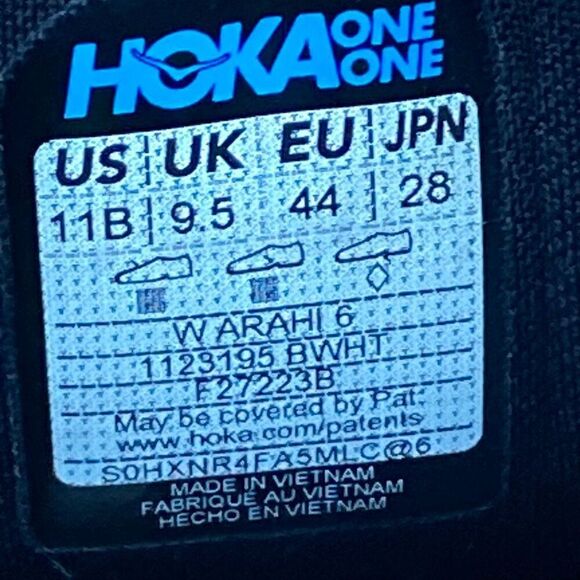 HOKA ONE ONE
US UK EU JPN
11B 9.5 44 28
W ARAHI 6
1123195 BWHT
F27223B
May be covered by Pat.
www.hoka.com/patents
S0HXNR4FA5MLC@6
MADE IN VIETNAM
FABRIQUÉ AU VIETNAM
HECHO EN VIETNAM